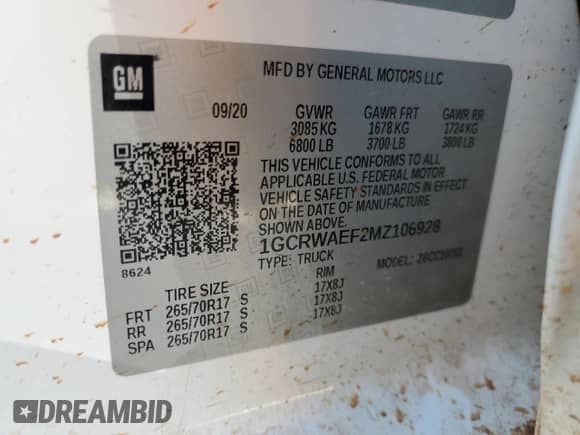 GM
MFD BY GENERAL MOTORS LLC
09/20 GVWR GAWR FRT GAWR RR
3085 KG 1678 KG 1724 KG
6800 LB 3700 LB 3800 LB
THIS VEHICLE CONFORMS TO ALL
APPLICABLE U.S. FEDERAL MOTOR
VEHICLE SAFETY STANDARDS IN EFFECT
ON THE DATE OF MANUFACTURE
SHOWN ABOVE.
1GCRWAEF2MZ106928
8624 TYPE: TRUCK MODEL:
TIRE SIZE RIM
FRT 265/70R17 S 17X8J
RR 265/70R17 S 17X8J
SPA 265/70R17 S 17X8J
DREAMBID